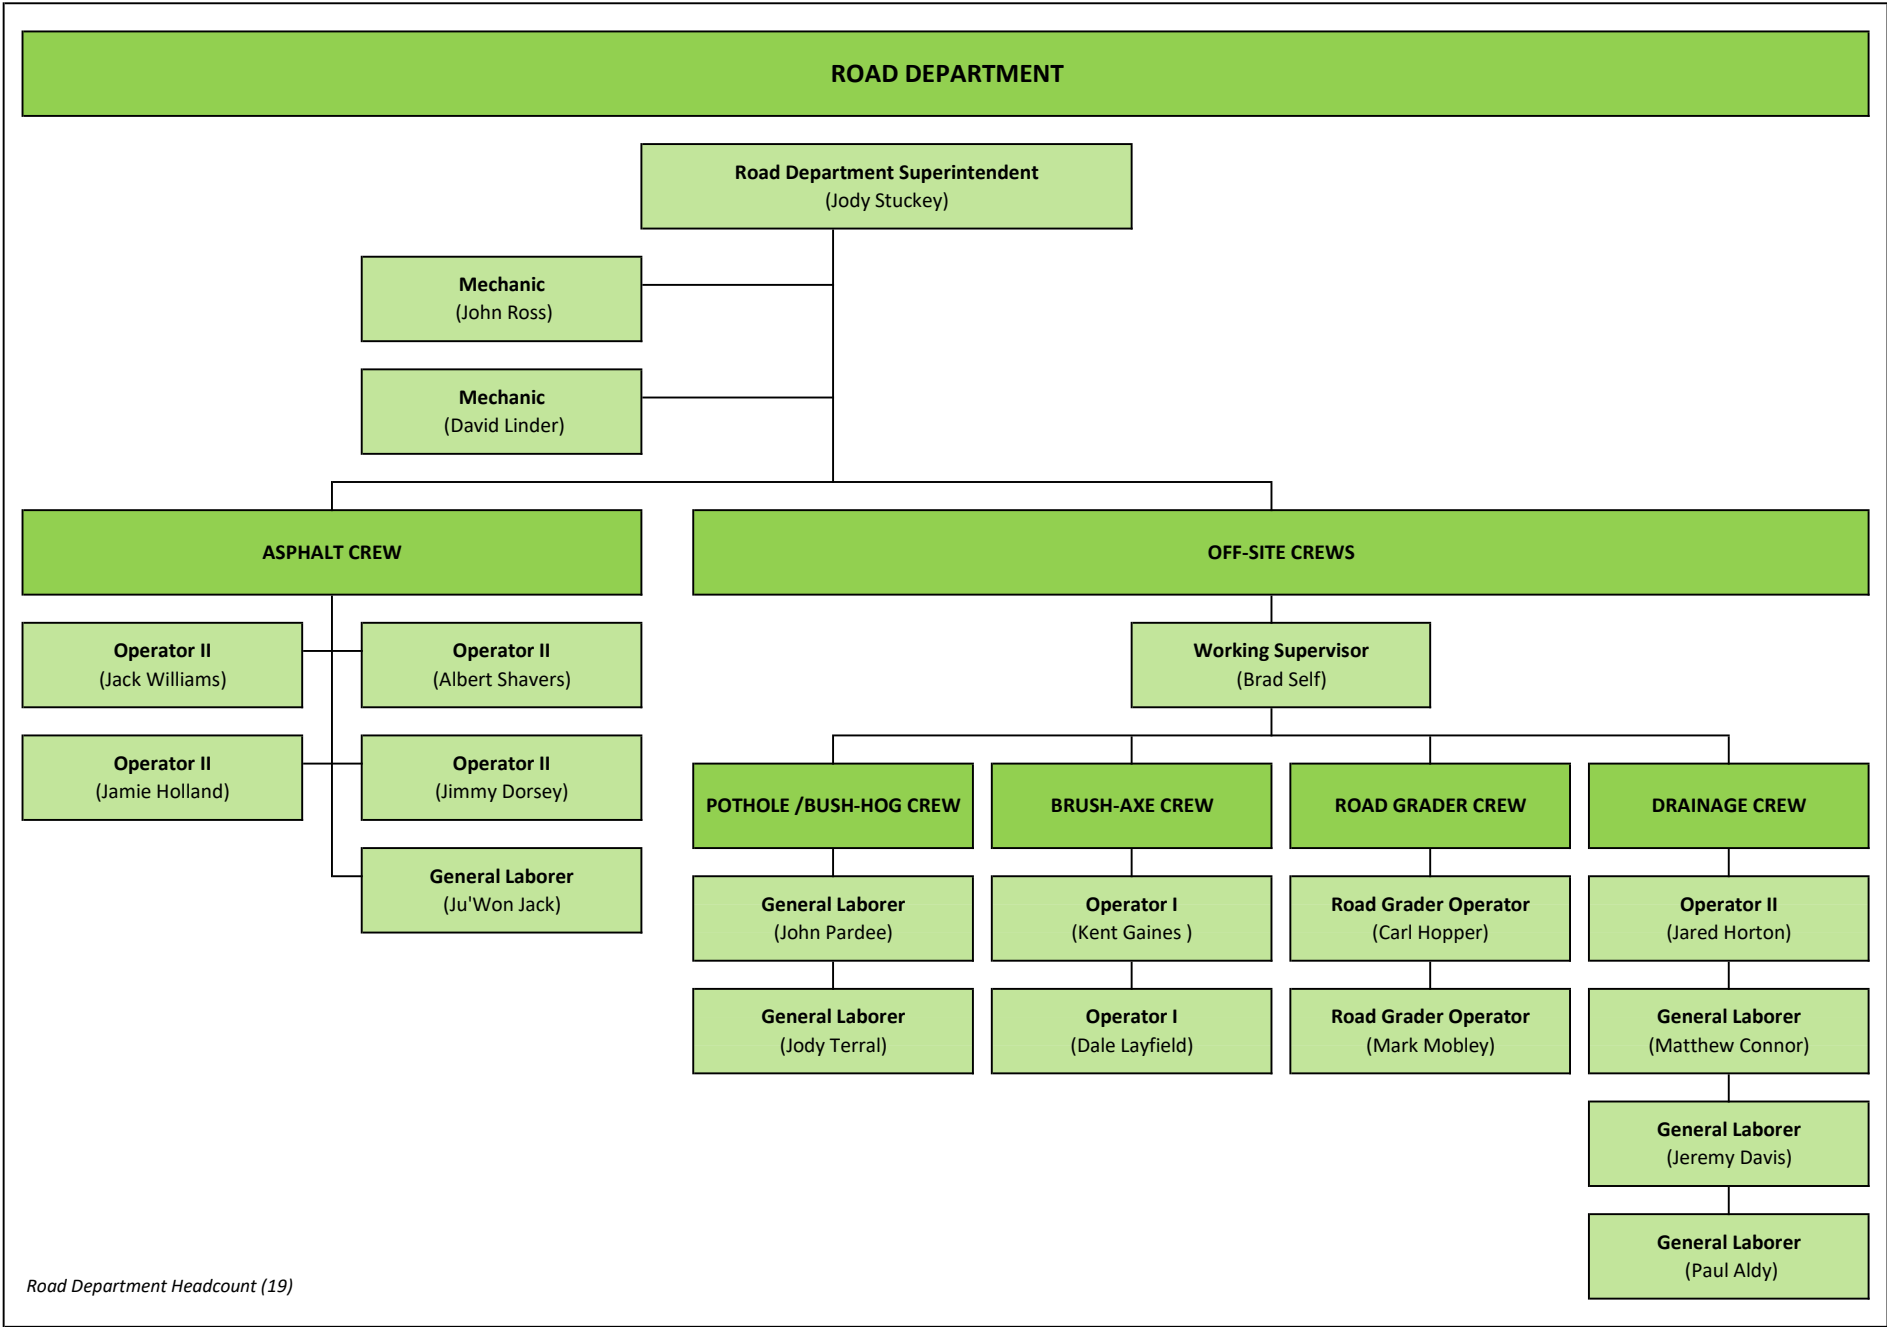 ROAD DEPARTMENT
Road Department Superintendent
(Jody Stuckey)
Mechanic
(John Ross)
Mechanic
(David Linder)
ASPHALT CREW
OFF-SITE CREWS
Operator II
(Jack Williams)
Operator II
(Albert Shavers)
Working Supervisor
(Brad Self)
Operator II
(Jamie Holland)
Operator II
(Jimmy Dorsey)
General Laborer
(Ju'Won Jack)
POTHOLE /BUSH-HOG CREW
BRUSH-AXE CREW
ROAD GRADER CREW
DRAINAGE CREW
General Laborer
(John Pardee)
Operator I
(Kent Gaines )
Road Grader Operator
(Carl Hopper)
Operator II
(Jared Horton)
General Laborer
(Jody Terral)
Operator I
(Dale Layfield)
Road Grader Operator
(Mark Mobley)
General Laborer
(Matthew Connor)
General Laborer
(Jeremy Davis)
General Laborer
(Paul Aldy)
Road Department Headcount (19)